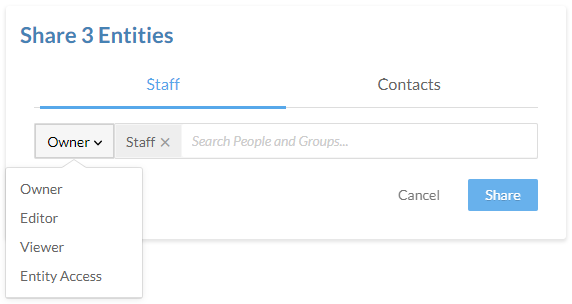 Share 3 Entities
Staff Contacts
Owner Staff Search People and Groups...
Owner
Editor
Viewer
Entity Access
Cancel Share